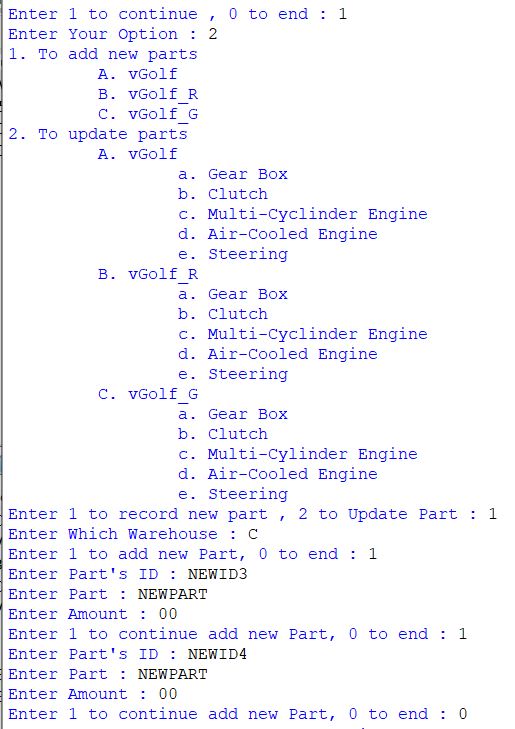 Enter 1 to continue , 0 to end : 1
Enter Your Option : 2
1. To add new parts
A. vGolf
B. vGolf_R
C. vGolf_G
2. To update parts
A. vGolf
a. Gear Box
b. Clutch
c. Multi-Cyclinder Engine
d. Air-Cooled Engine
e. Steering
B. vGolf_R
a. Gear Box
b. Clutch
c. Multi-Cyclinder Engine
d. Air-Cooled Engine
e. Steering
C. vGolf_G
a. Gear Box
b. Clutch
c. Multi-Cylinder Engine
d. Air-Cooled Engine
e. Steering
Enter 1 to record new part , 2 to Update Part : 1
Enter Which Warehouse : C
Enter 1 to add new Part, 0 to end : 1
Enter Part's ID : NEWID3
Enter Part : NEWPART
Enter Amount : 00
Enter 1 to continue add new Part, 0 to end : 1
Enter Part's ID : NEWID4
Enter Part : NEWPART
Enter Amount : 00
Enter 1 to continue add new Part, 0 to end : 0